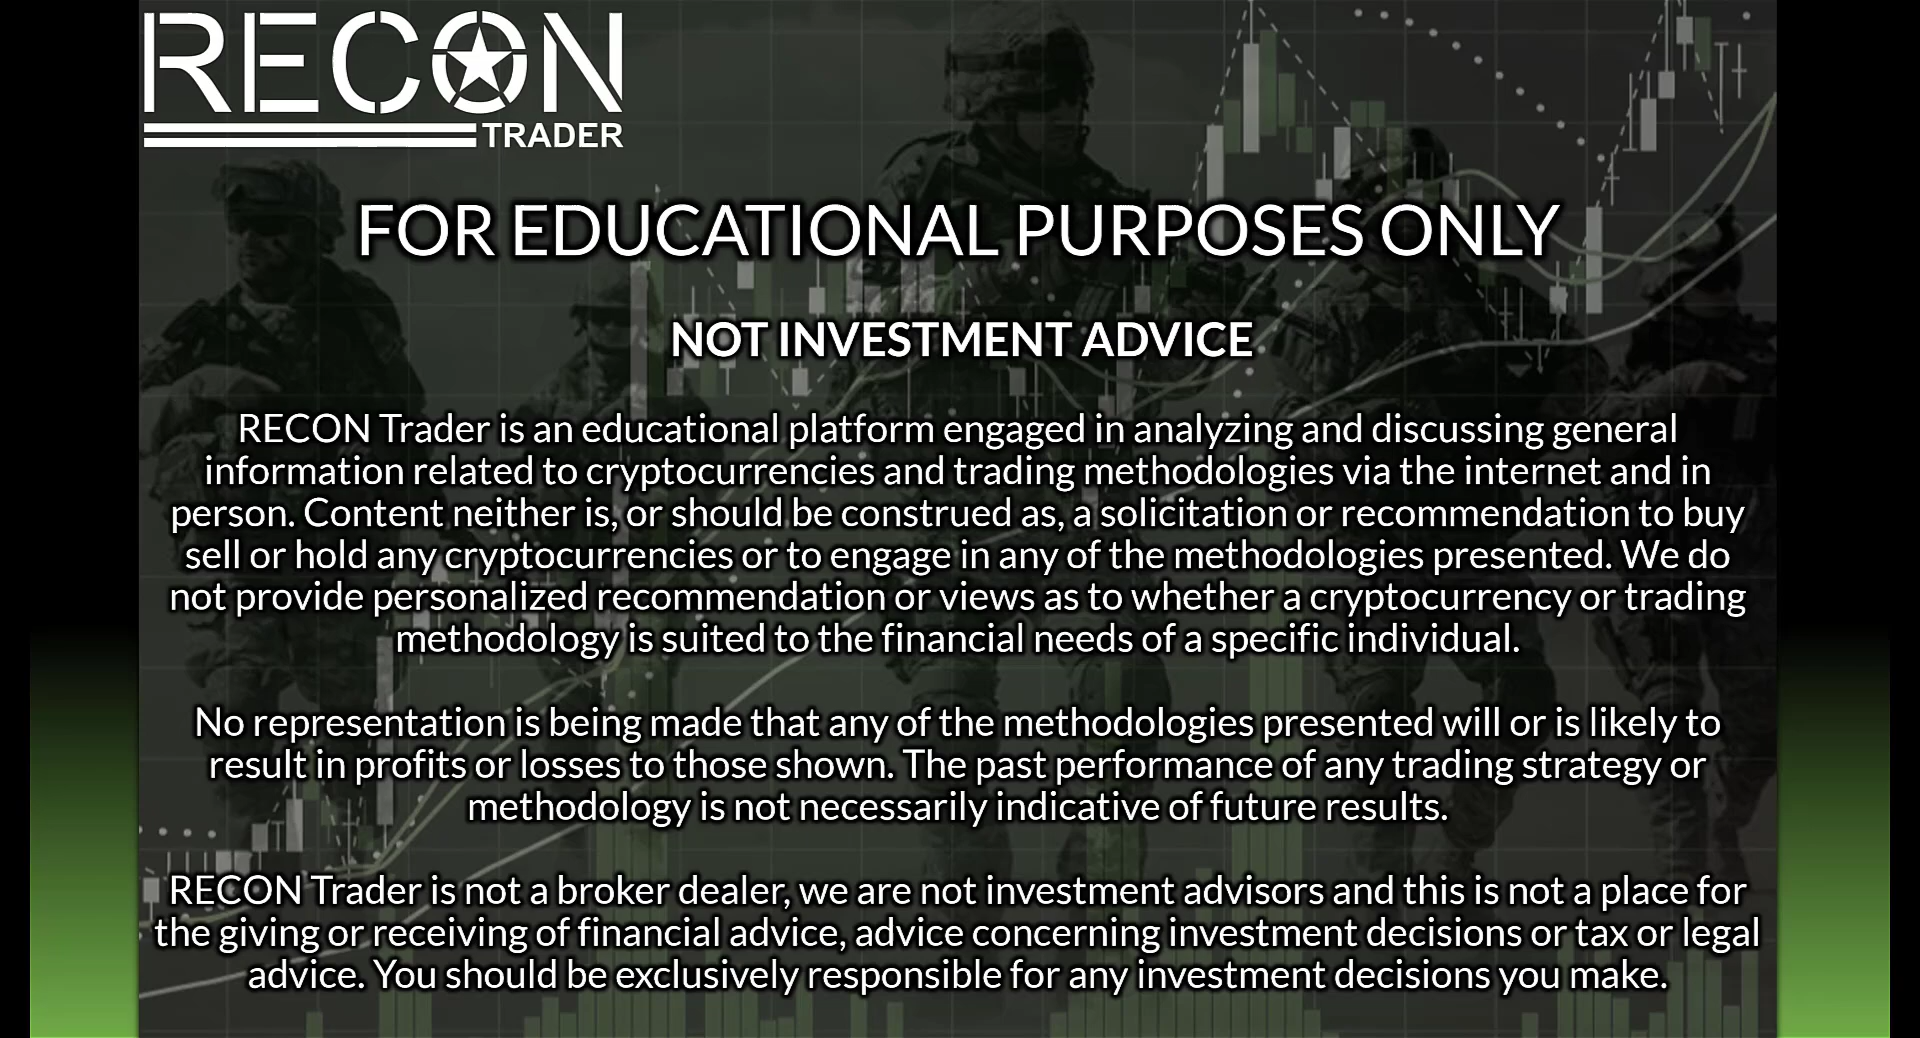 RECON
TRADER
FOR EDUCATIONAL PURPOSES ONLY
NOT INVESTMENT ADVICE
RECON Trader is an educational platform engaged in analyzing and discussing general
information related to cryptocurrencies and trading methodologies via the internet and in
person. Content neither is, or should be construed as, a solicitation or recommendation to buy
sell or hold any cryptocurrencies or to engage in any of the methodologies presented. We do
not provide personalized recommendation or views as to whether a cryptocurrency or trading
methodology is suited to the financial needs of a specific individual.
No representation is being made that any of the methodologies presented will or is likely to
result in profits or losses to those shown. The past performance of any trading strategy or
methodology is not necessarily indicative of future results.
RECON Trader is not a broker dealer, we are not investment advisors and this is not a place for
the giving or receiving of financial advice, advice concerning investment decisions or tax or legal
advice. You should be exclusively responsible for any investment decisions you make.